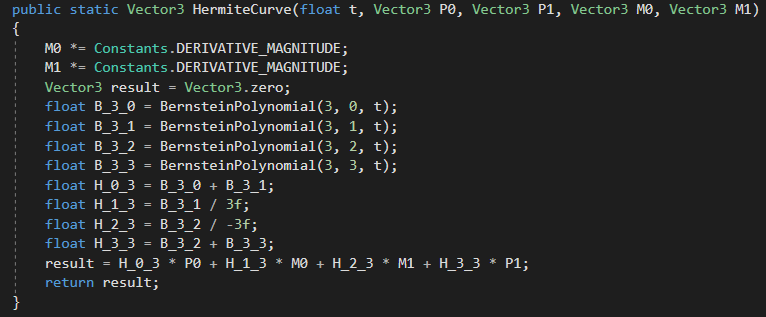 public static Vector3 HermiteCurve(float t, Vector3 P0, Vector3 P1, Vector3 M0, Vector3 M1)
{
    M0 *= Constants.DERIVATIVE_MAGNITUDE;
    M1 *= Constants.DERIVATIVE_MAGNITUDE;
    Vector3 result = Vector3.zero;
    float B_3_0 = BernsteinPolynomial(3, 0, t);
    float B_3_1 = BernsteinPolynomial(3, 1, t);
    float B_3_2 = BernsteinPolynomial(3, 2, t);
    float B_3_3 = BernsteinPolynomial(3, 3, t);
    float H_0_3 = B_3_0 + B_3_1;
    float H_1_3 = B_3_1 / 3f;
    float H_2_3 = B_3_2 / -3f;
    float H_3_3 = B_3_2 + B_3_3;
    result = H_0_3 * P0 + H_1_3 * M0 + H_2_3 * M1 + H_3_3 * P1;
    return result;
}